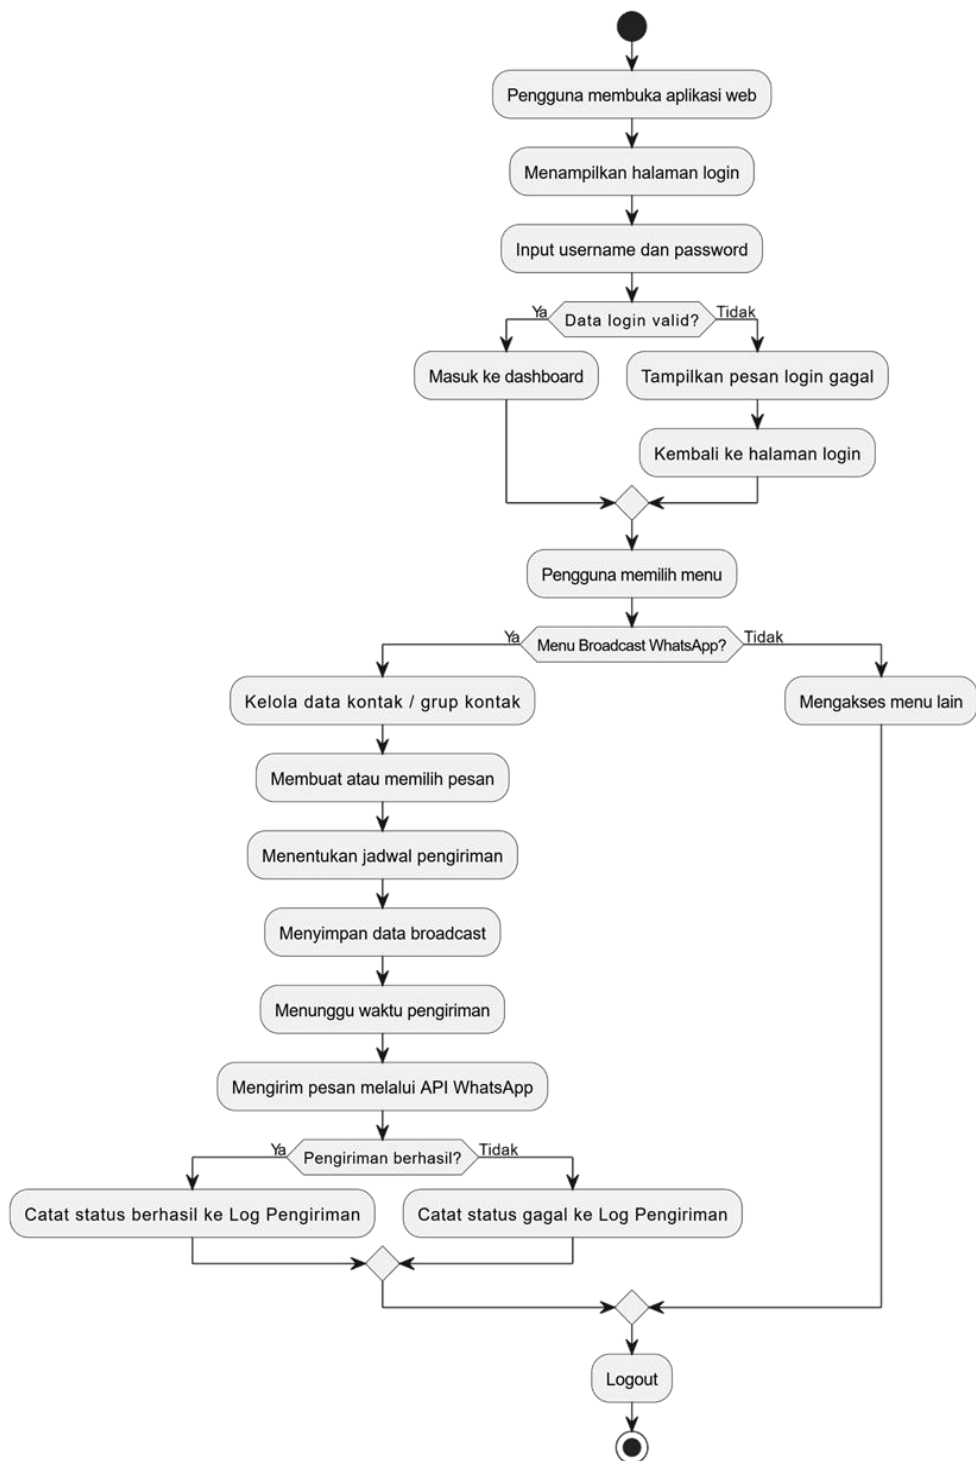 Pengguna membuka aplikasi web
Menampilkan halaman login
Input username dan password
Ya
Data login valid?
Tidak
Masuk ke dashboard
Tampilkan pesan login gagal
Kembali ke halaman login
Pengguna memilih menu
Ya
Menu Broadcast WhatsApp?
Tidak
Kelola data kontak / grup kontak
Mengakses menu lain
Membuat atau memilih pesan
Menentukan jadwal pengiriman
Menyimpan data broadcast
Menunggu waktu pengiriman
Mengirim pesan melalui API WhatsApp
Ya
Pengiriman berhasil?
Tidak
Catat status berhasil ke Log Pengiriman
Catat status gagal ke Log Pengiriman
Logout